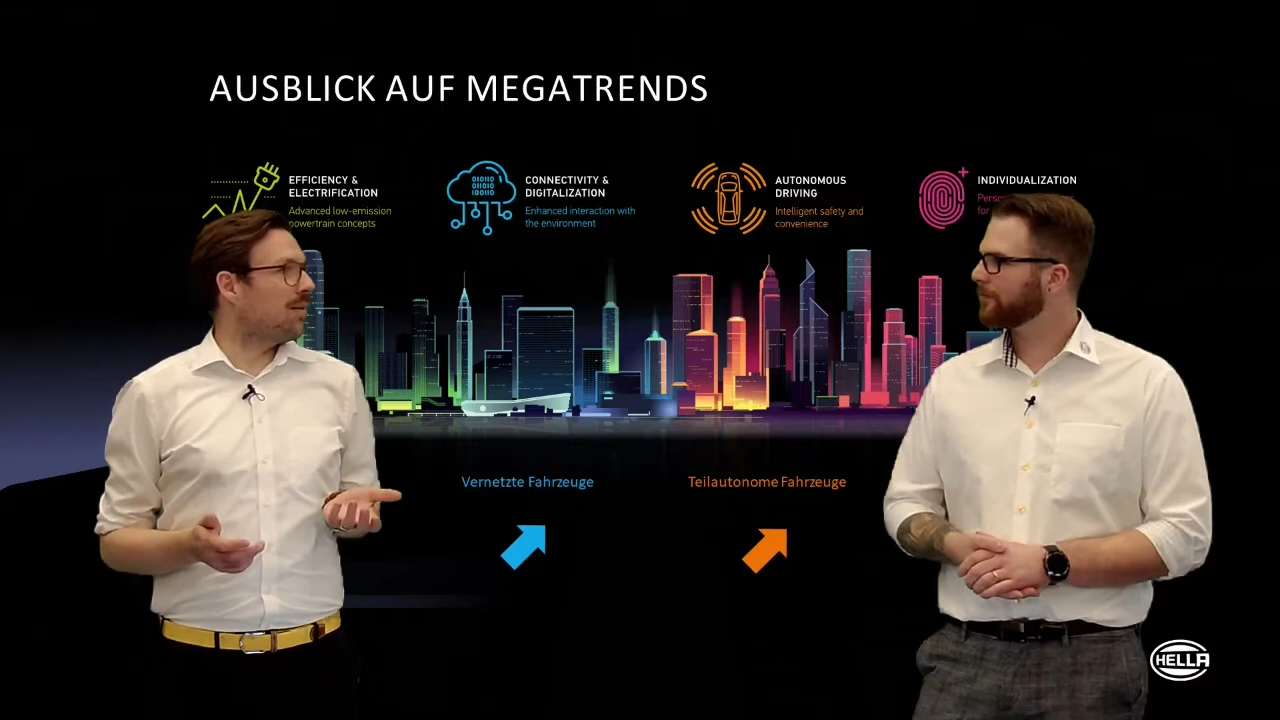 AUSBLICK AUF MEGATRENDS
EFFICIENCY &
ELECTRIFICATION
Advanced low-emission
powertrain concepts
CONNECTIVITY &
DIGITALIZATION
Enhanced interaction with
the environment
AUTONOMOUS
DRIVING
Intelligent safety and
convenience
INDIVIDUALIZATION
for
Vernetzte Fahrzeuge
Teilautonome Fahrzeuge
HELLA